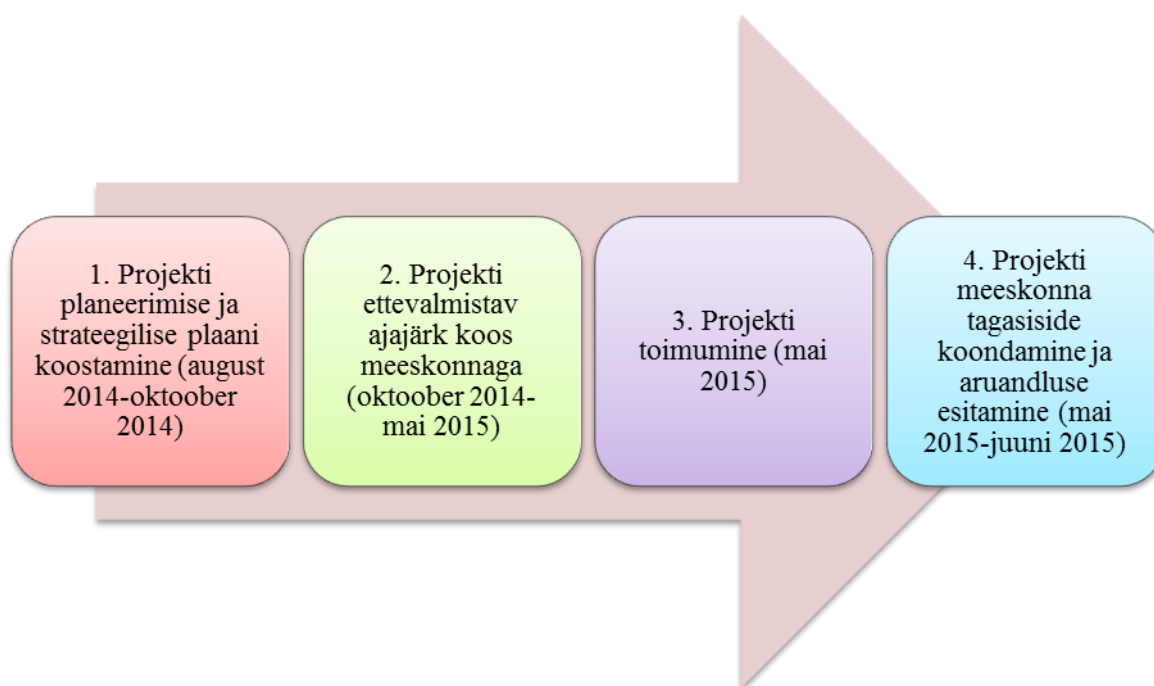 1. Projekti
planeerimise ja
strateegilise plaani
koostamine (august
2014-oktoober
2014)
2. Projekti
ettevalmistav
ajajärk koos
meeskonnaga
(oktoober 2014-
mai 2015)
3. Projekti
toimumine (mai
2015)
4. Projekti
meeskonna
tagasiside
koondamine ja
aruandluse
esitamine (mai
2015-juuni 2015)